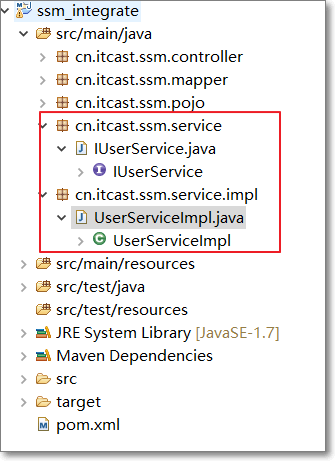 ssm_integrate
src/main/java
cn.itcast.ssm.controller
cn.itcast.ssm.mapper
cn.itcast.ssm.pojo
cn.itcast.ssm.service
IUserService.java
IUserService
cn.itcast.ssm.service.impl
UserServiceImpl.java
UserServiceImpl
src/main/resources
src/test/java
src/test/resources
JRE System Library [JavaSE-1.7]
Maven Dependencies
src
target
pom.xml